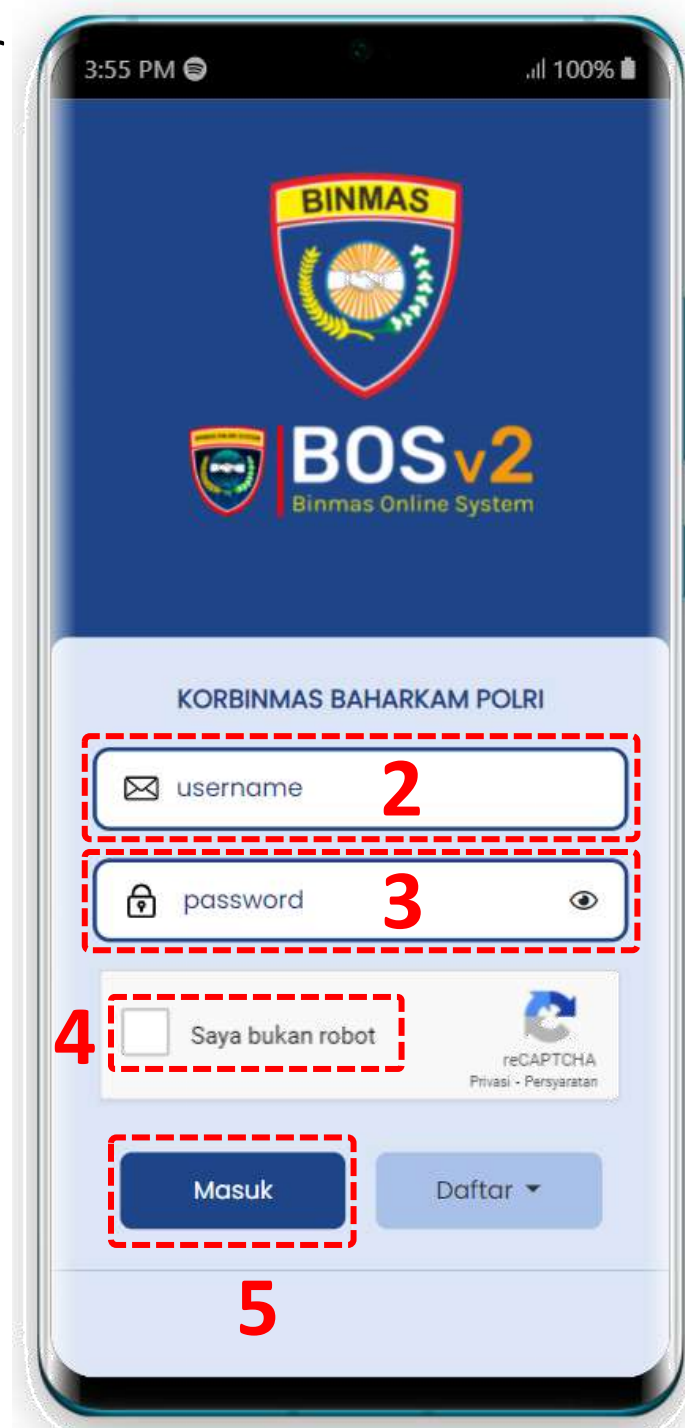 3:55 PM 100%
BINMAS
BOSv2
Binmas Online System
KORBINMAS BAHARKAM POLRI
username 2
password 3
4 Saya bukan robot
reCAPTCHA
Privasi - Persyaratan
Masuk Daftar
5